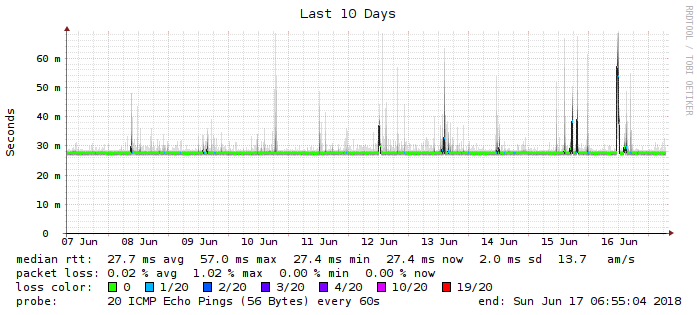 Last 10 Days
RRDTOOL / TOBI OETIKER
Seconds
60 m
50 m
40 m
30 m
20 m
10 m
0
07 Jun 08 Jun 09 Jun 10 Jun 11 Jun 12 Jun 13 Jun 14 Jun 15 Jun 16 Jun
median rtt: 27.7 ms avg 57.0 ms max 27.4 ms min 27.4 ms now 2.0 ms sd 13.7 am/s
packet loss: 0.02 % avg 1.02 % max 0.00 % min 0.00 % now
loss color: 0 1/20 2/20 3/20 4/20 10/20 19/20
probe: 20 ICMP Echo Pings (56 Bytes) every 60s end: Sun Jun 17 06:55:04 2018